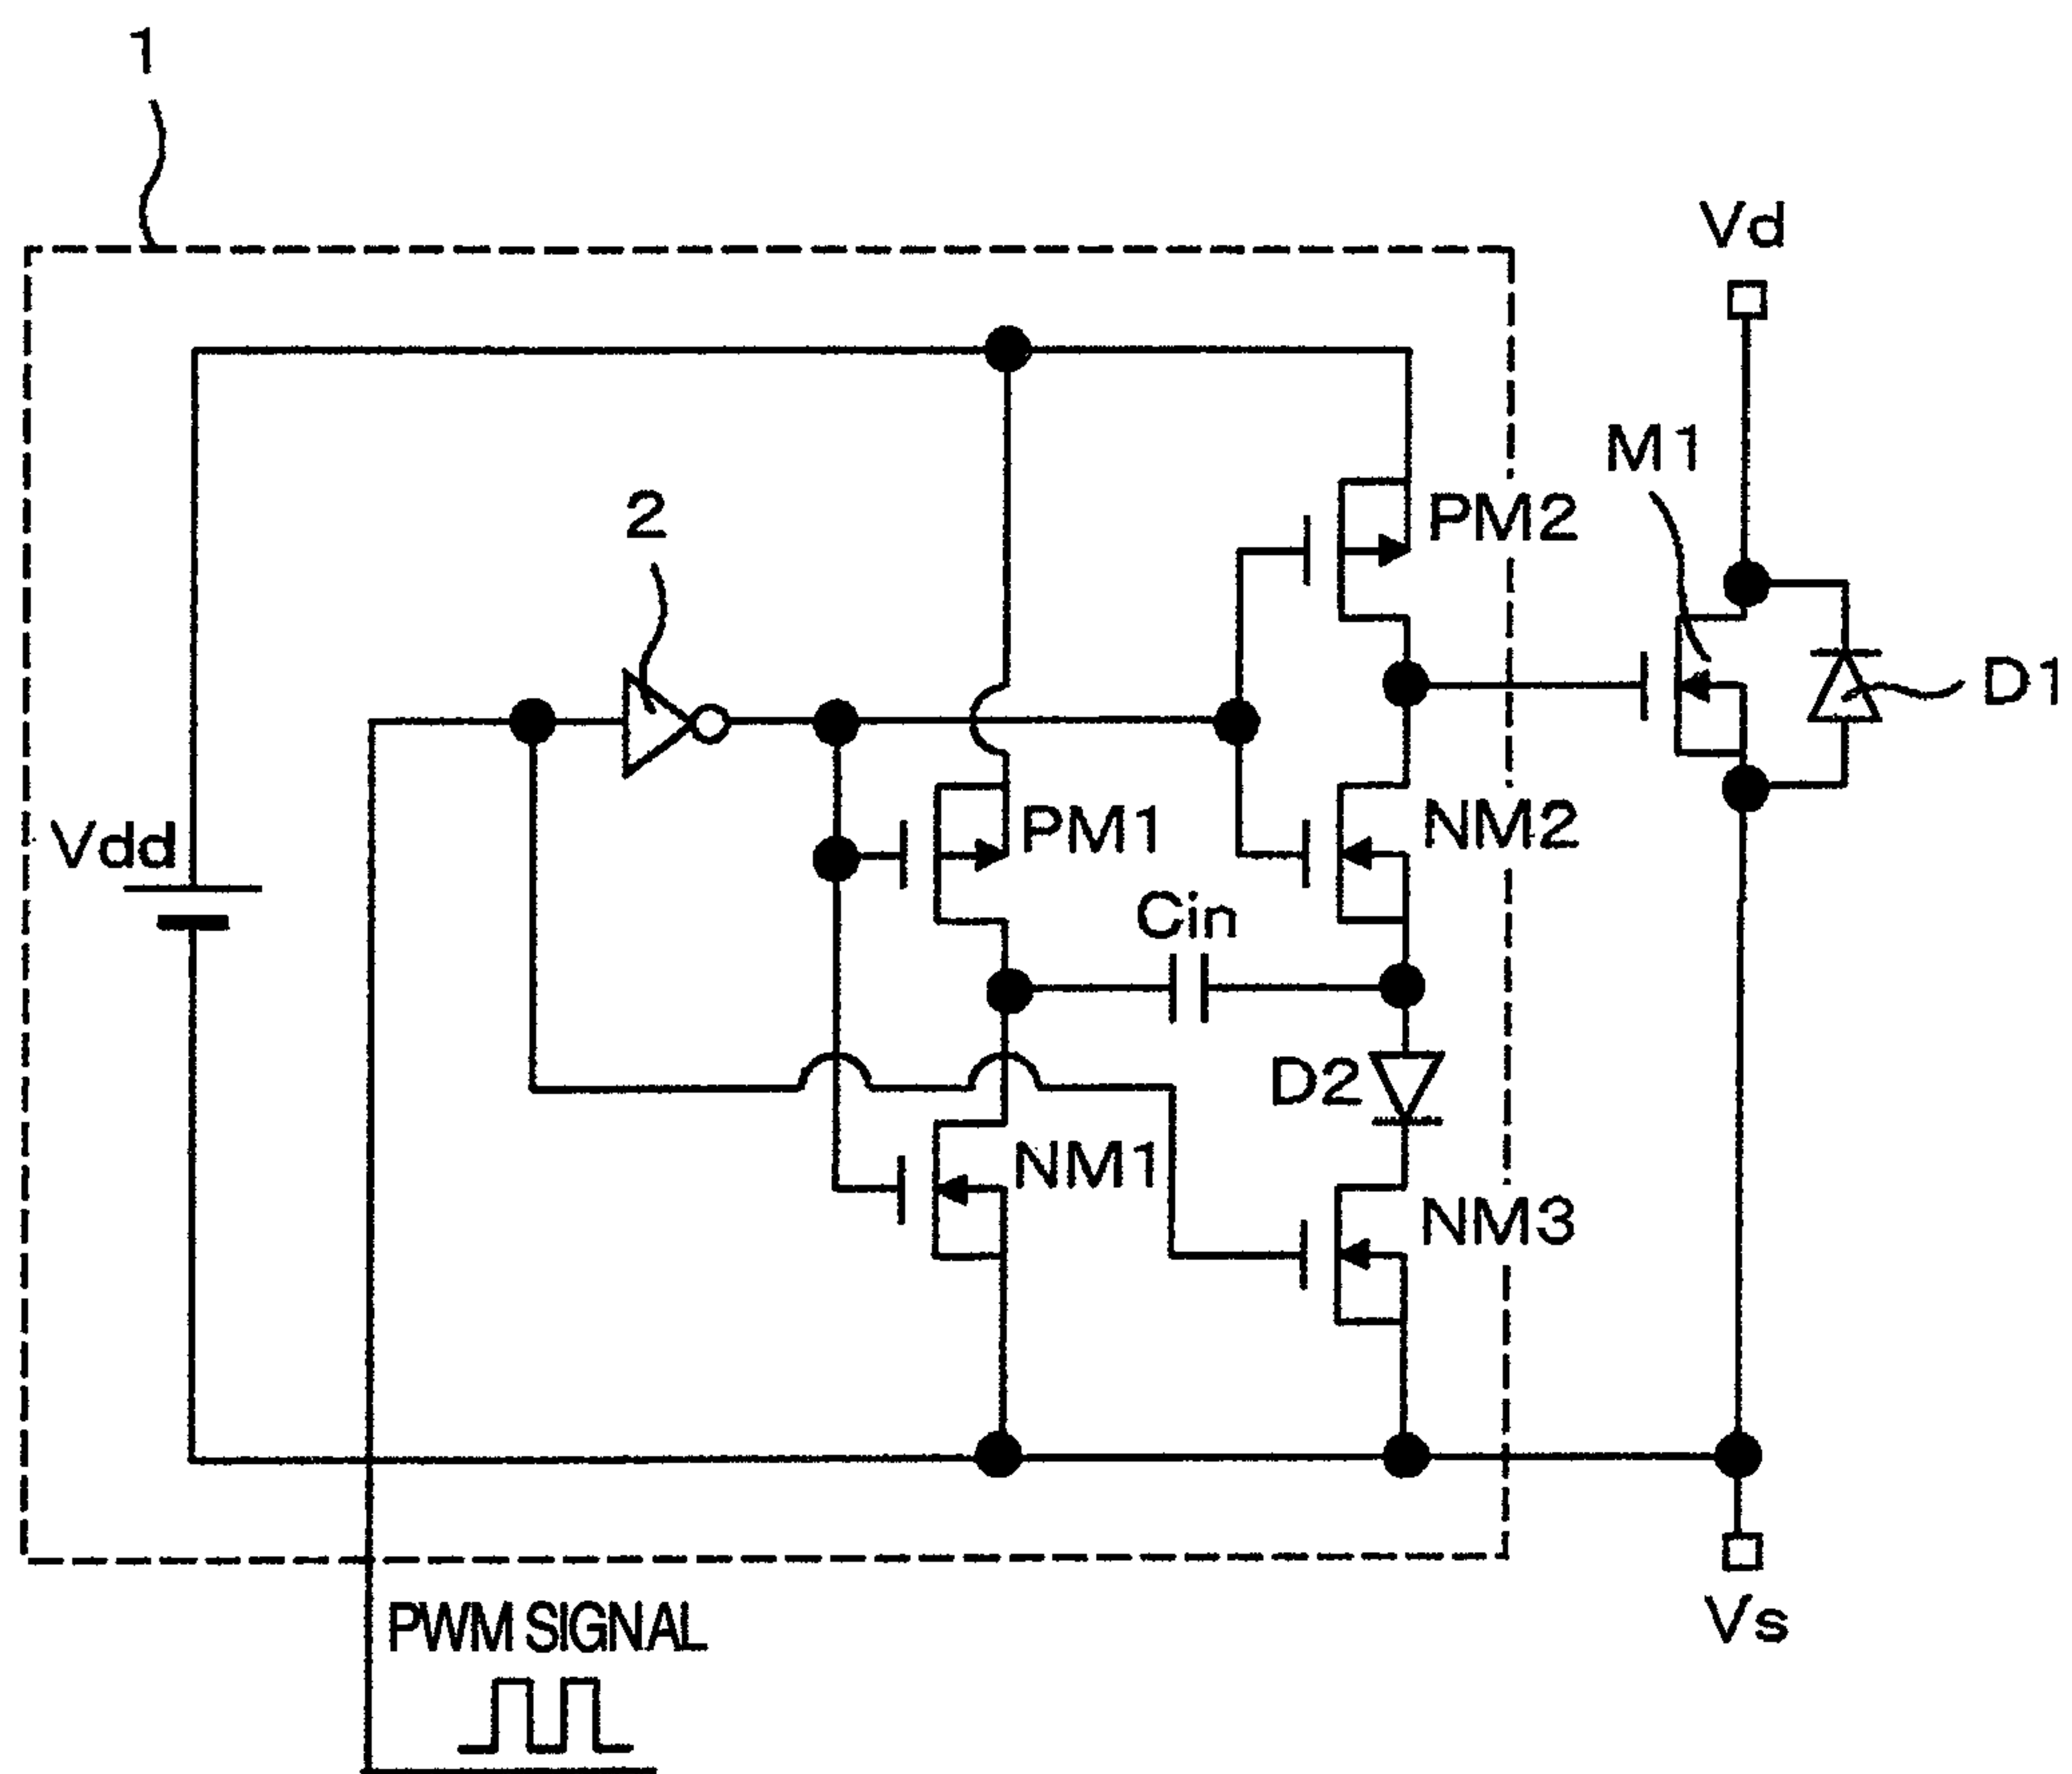 1
Vd
M1
PM2
2
D1
Vdd
PM1
NM2
Cin
D2
NM1
NM3
PWM SIGNAL
Vs